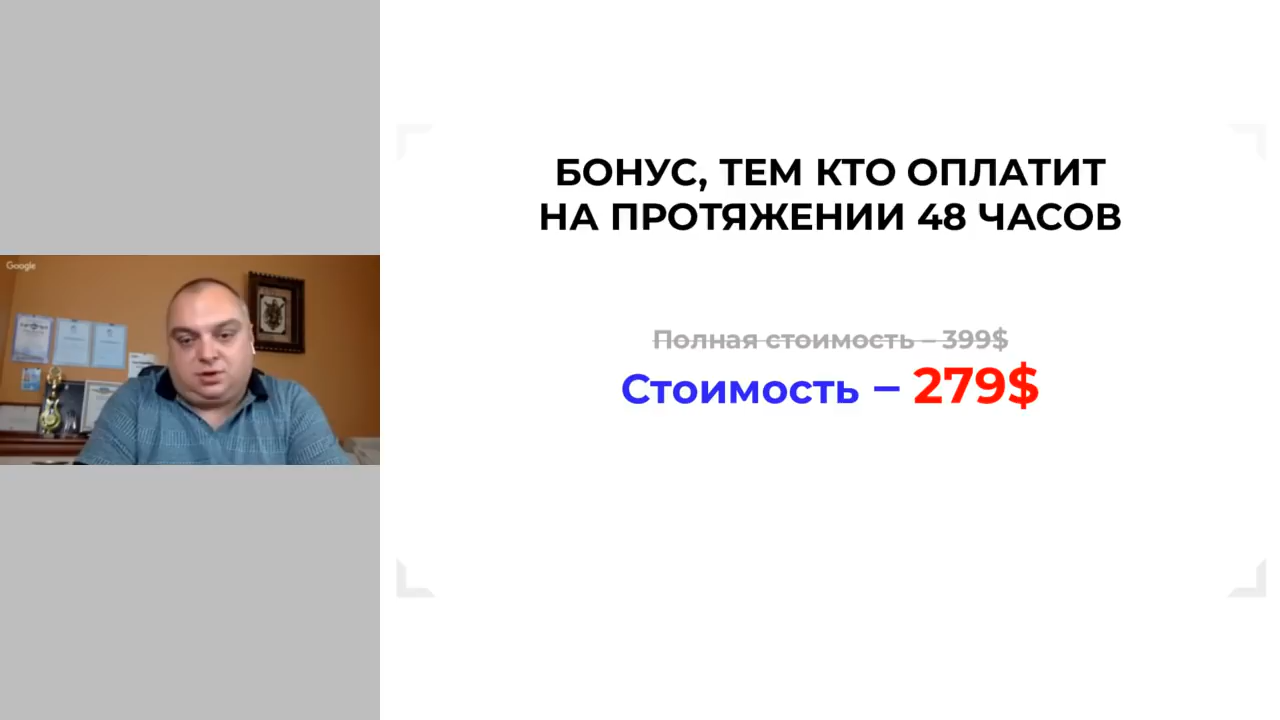 БОНУС, ТЕМ КТО ОПЛАТИТ
НА ПРОТЯЖЕНИИ 48 ЧАСОВ
Полная стоимость – 399$
Стоимость – 279$
Google